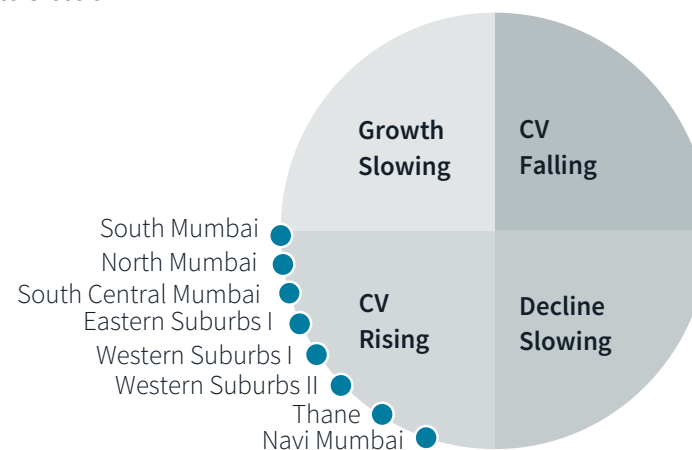 Growth
Slowing
CV
Falling
South Mumbai
North Mumbai
South Central Mumbai
Eastern Suburbs I
Western Suburbs I
Western Suburbs II
Thane
Navi Mumbai
CV
Rising
Decline
Slowing